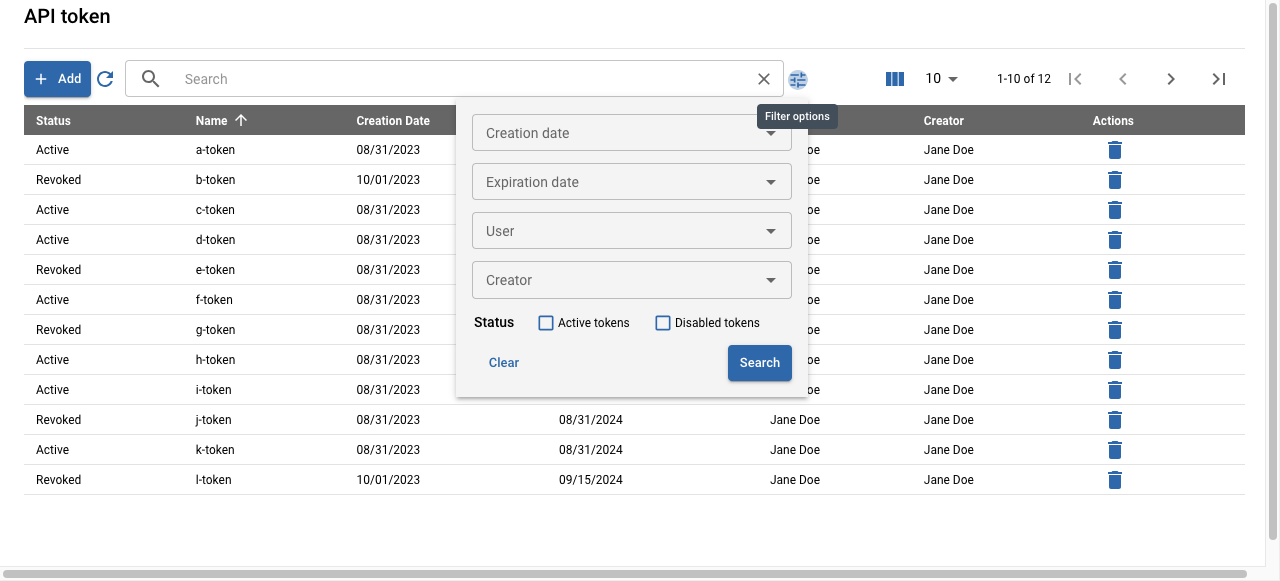 API token
Add
Search
10
1-10 of 12
Filter options
Status Name Creation Date Creator Actions
Creation date
Expiration date
User
Creator
Status Active tokens Disabled tokens
Clear Search
Active a-token 08/31/2023 oe Jane Doe
Revoked b-token 10/01/2023 oe Jane Doe
Active c-token 08/31/2023 oe Jane Doe
Active d-token 08/31/2023 oe Jane Doe
Revoked e-token 08/31/2023 oe Jane Doe
Active f-token 08/31/2023 oe Jane Doe
Revoked g-token 08/31/2023 oe Jane Doe
Active h-token 08/31/2023 oe Jane Doe
Active i-token 08/31/2023 oe Jane Doe
Revoked j-token 08/31/2023 08/31/2024 Jane Doe Jane Doe
Active k-token 08/31/2023 08/31/2024 Jane Doe Jane Doe
Revoked l-token 10/01/2023 09/15/2024 Jane Doe Jane Doe